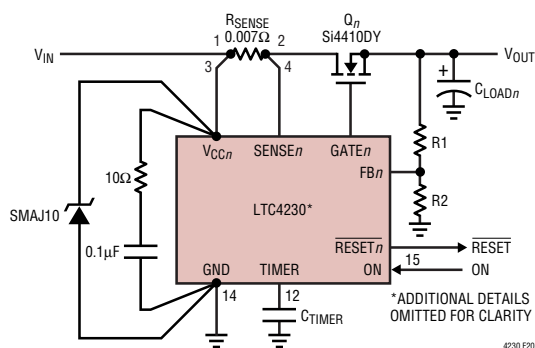 RSENSE
0.007Ω
Qn
Si4410DY
VIN
1
2
VOUT
3
4
+
CLOADn
VCCn
SENSEn
GATEn
R1
FBn
10Ω
R2
SMAJ10
LTC4230*
0.1µF
RESETn
RESET
GND
TIMER
ON
15
ON
14
12
*ADDITIONAL DETAILS
OMITTED FOR CLARITY
CTIMER
4230 F20